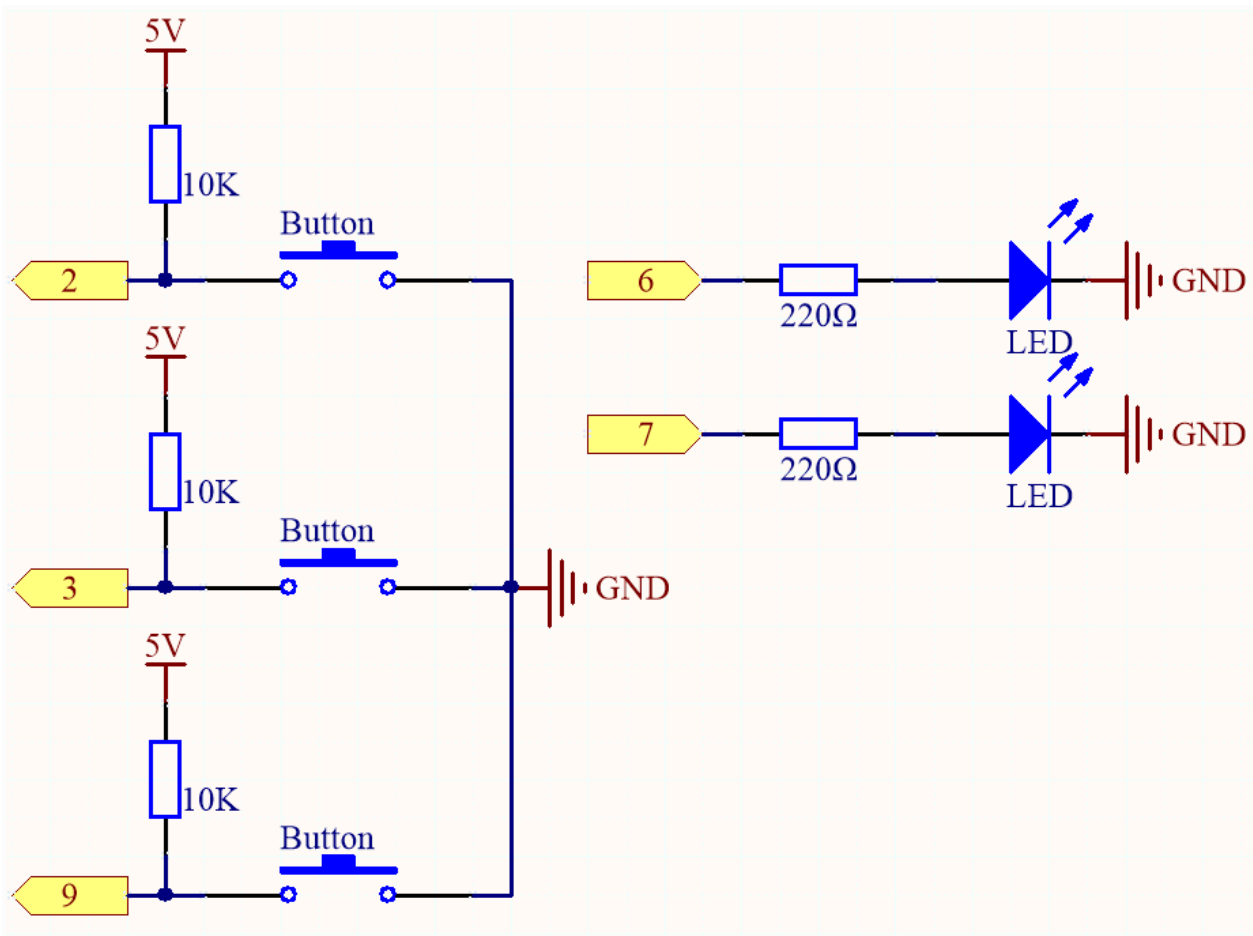 5V
10K
Button
2
5V
10K
Button
3
GND
5V
10K
Button
9
6
220Ω
LED
GND
7
220Ω
LED
GND